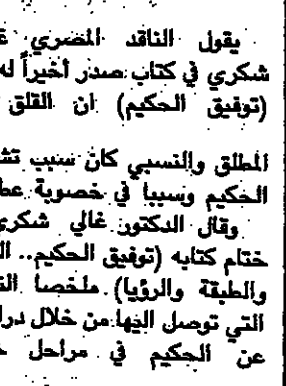 يقول الناقد المصري
شكري في كتاب صدر أخيراً له
(توفيق الحكيم) ان القلق
المطلق والنسبي كان سبب
الحكيم وسببا في خصوبة
وقال الدكتور غالي شكري
ختام كتابه (توفيق الحكيم..
والطبقة والرؤيا) ملخصا
التي توصل اليها من خلال
عن الحكيم في مراحل